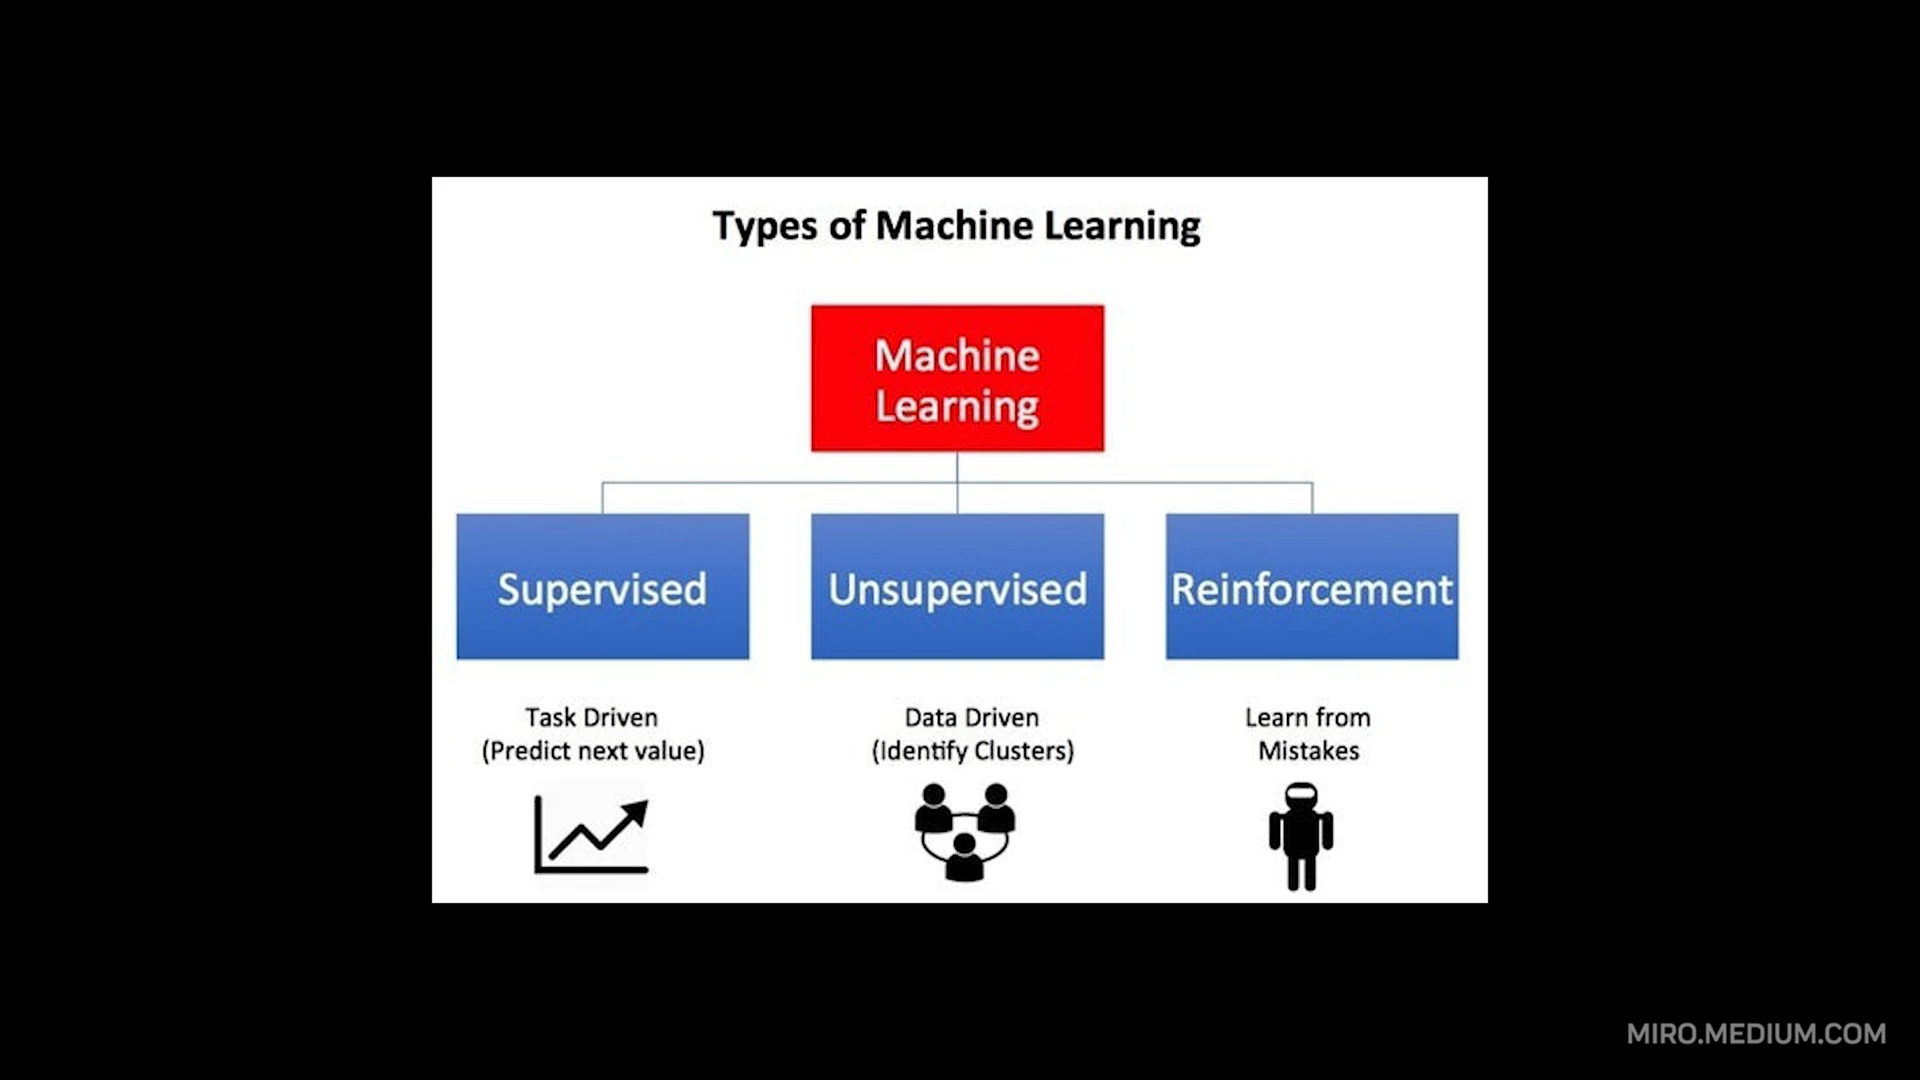 Types of Machine Learning
Machine
Learning
Supervised
Unsupervised
Reinforcement
Task Driven
(Predict next value)
Data Driven
(Identify Clusters)
Learn from
Mistakes
MIRO.MEDIUM.COM